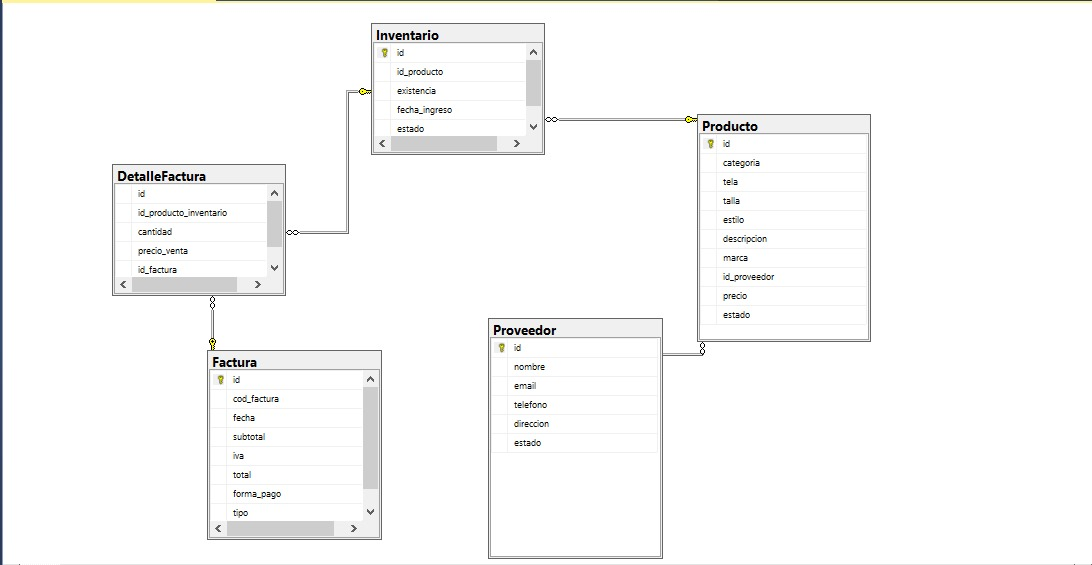 Inventario
id
id_producto
existencia
fecha_ingreso
estado
Producto
id
categoria
tela
talla
estilo
descripcion
marca
id_proveedor
precio
estado
DetalleFactura
id
id_producto_inventario
cantidad
precio_venta
id_factura
Proveedor
id
nombre
email
telefono
direccion
estado
Factura
id
cod_factura
fecha
subtotal
iva
total
forma_pago
tipo